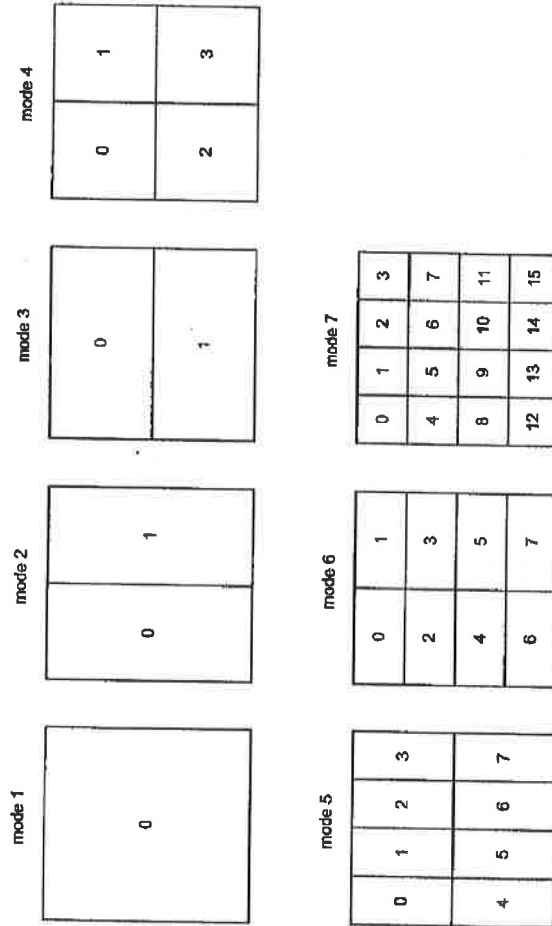 mode 1
0
mode 2
0 1
mode 3
0
1
mode 4
0 1
2 3
mode 5
0 1 2 3
4 5 6 7
mode 6
0 1
2 3
4 5
6 7
mode 7
0 1 2 3
4 5 6 7
8 9 10 11
12 13 14 15